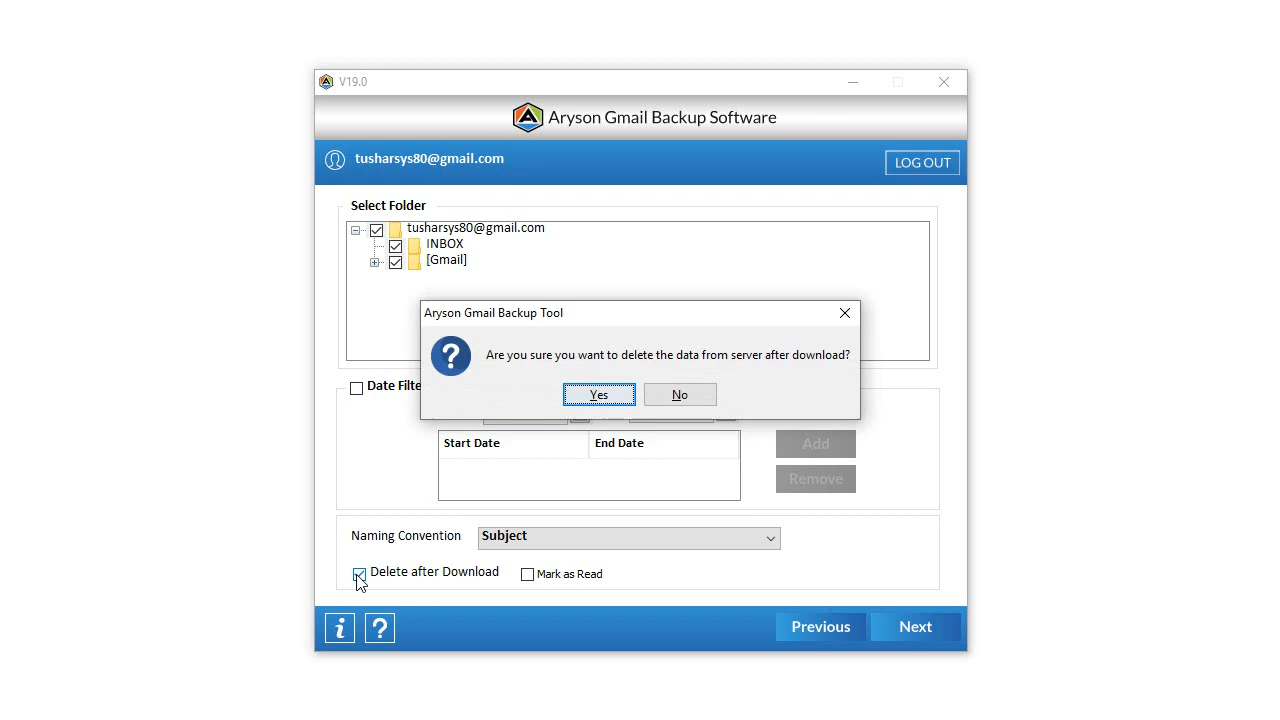 V19.0
Aryson Gmail Backup Software
tusharsys80@gmail.com
LOG OUT
Select Folder
tusharsys80@gmail.com
INBOX
[Gmail]
Aryson Gmail Backup Tool
Are you sure you want to delete the data from server after download?
Yes
No
Date Filte
Start Date
End Date
Add
Remove
Naming Convention
Subject
Delete after Download
Mark as Read
i
?
Previous
Next